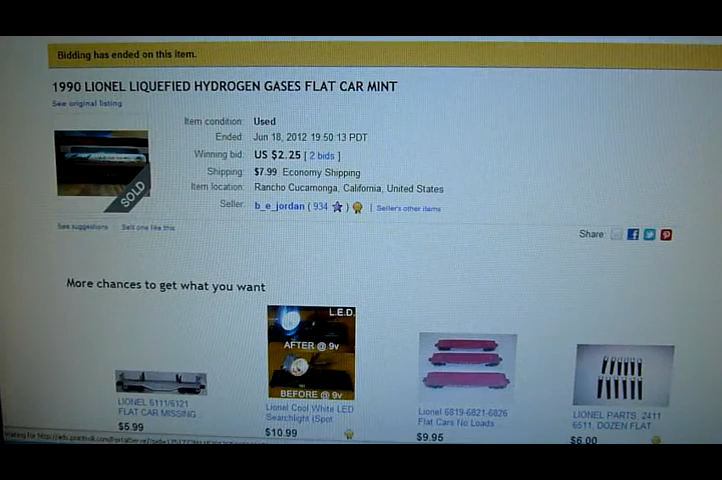 Bidding has ended on this item.
1990 LIONEL LIQUEFIED HYDROGEN GASES FLAT CAR MINT
See original listing
Item condition: Used
Ended: Jun 18, 2012 19:50:13 PDT
Winning bid: US $2.25 [ 2 bids ]
Shipping: $7.99 Economy Shipping
Item location: Rancho Cucamonga, California, United States
Seller: b_e_jordan ( 934 ) | Seller's other items
SOLD
See suggestions Sell one like this
Share:
More chances to get what you want
L.E.D.
AFTER @ 9v
BEFORE @ 9v
LIONEL 6111/6121
FLAT CAR MISSING
$5.99
Lionel Cool White LED
Searchlight (Spot
$10.99
Lionel 6819-6821-6826
Flat Cars No Loads
$9.95
LIONEL PARTS: 2411
6511, DOZEN FLAT
$6.00